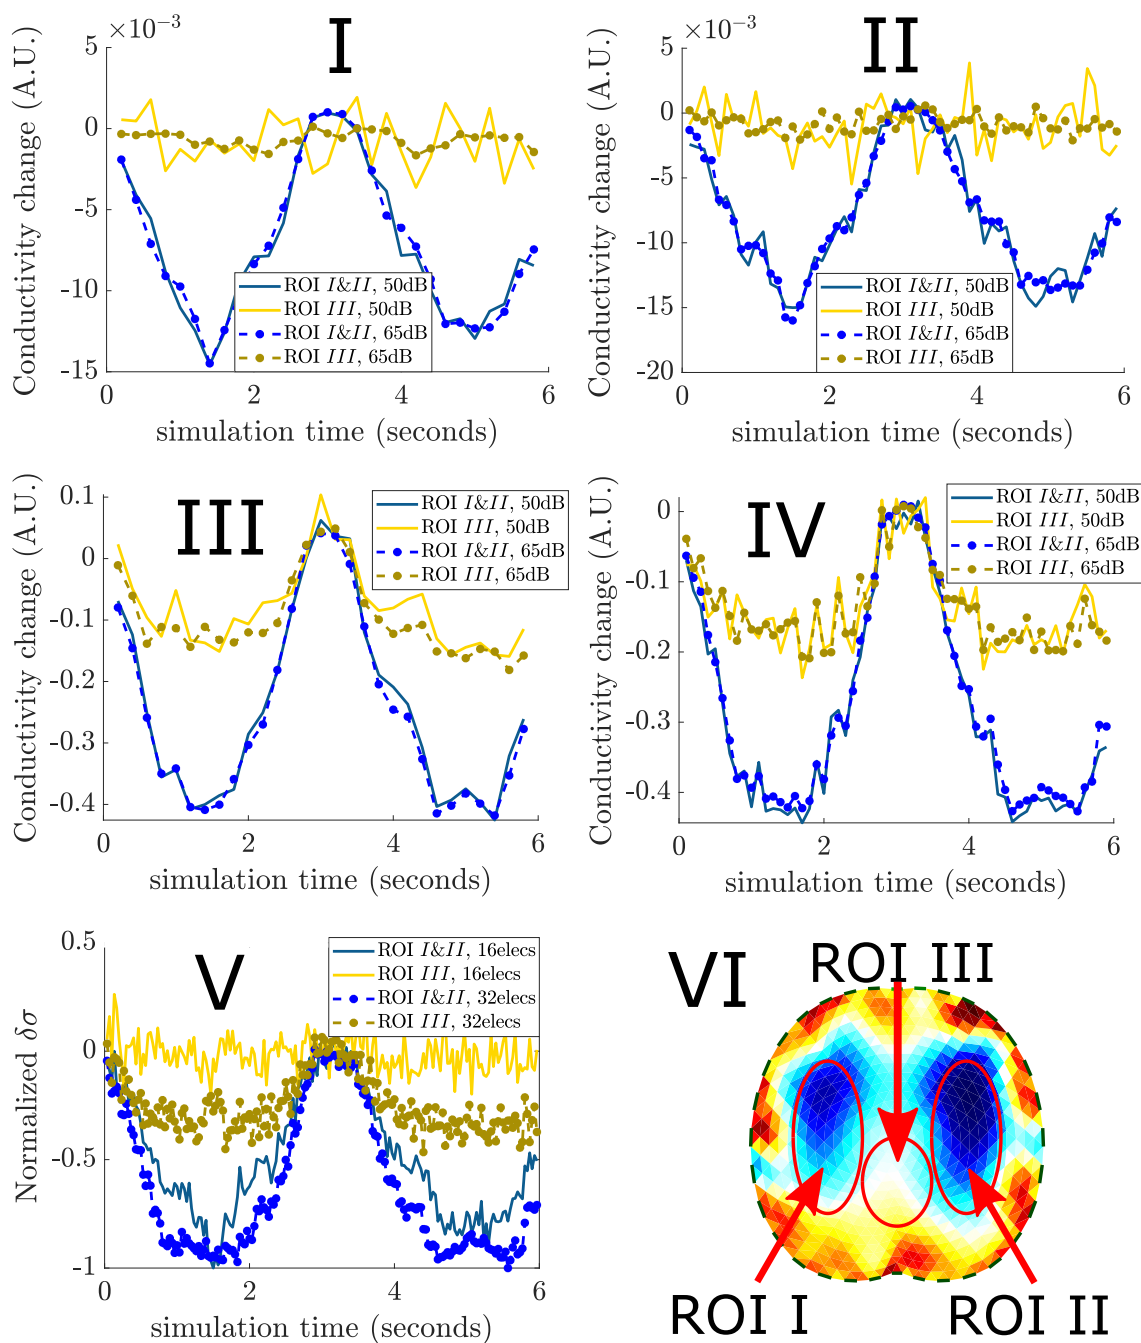 ×10⁻³
I
Conductivity change (A.U.)
5
0
-5
-10
-15
ROI I&II, 50dB
ROI III, 50dB
ROI I&II, 65dB
ROI III, 65dB
0
2
4
6
simulation time (seconds)
×10⁻³
II
Conductivity change (A.U.)
5
0
-5
-10
-15
-20
ROI I&II, 50dB
ROI III, 50dB
ROI I&II, 65dB
ROI III, 65dB
0
2
4
6
simulation time (seconds)
III
Conductivity change (A.U.)
0.1
0
-0.1
-0.2
-0.3
-0.4
ROI I&II, 50dB
ROI III, 50dB
ROI I&II, 65dB
ROI III, 65dB
0
2
4
6
simulation time (seconds)
IV
Conductivity change (A.U.)
0
-0.1
-0.2
-0.3
-0.4
ROI I&II, 50dB
ROI III, 50dB
ROI I&II, 65dB
ROI III, 65dB
0
2
4
6
simulation time (seconds)
V
Normalized δσ
0.5
0
-0.5
-1
ROI I&II, 16elecs
ROI III, 16elecs
ROI I&II, 32elecs
ROI III, 32elecs
0
2
4
6
simulation time (seconds)
VI
ROI III
ROI I
ROI II